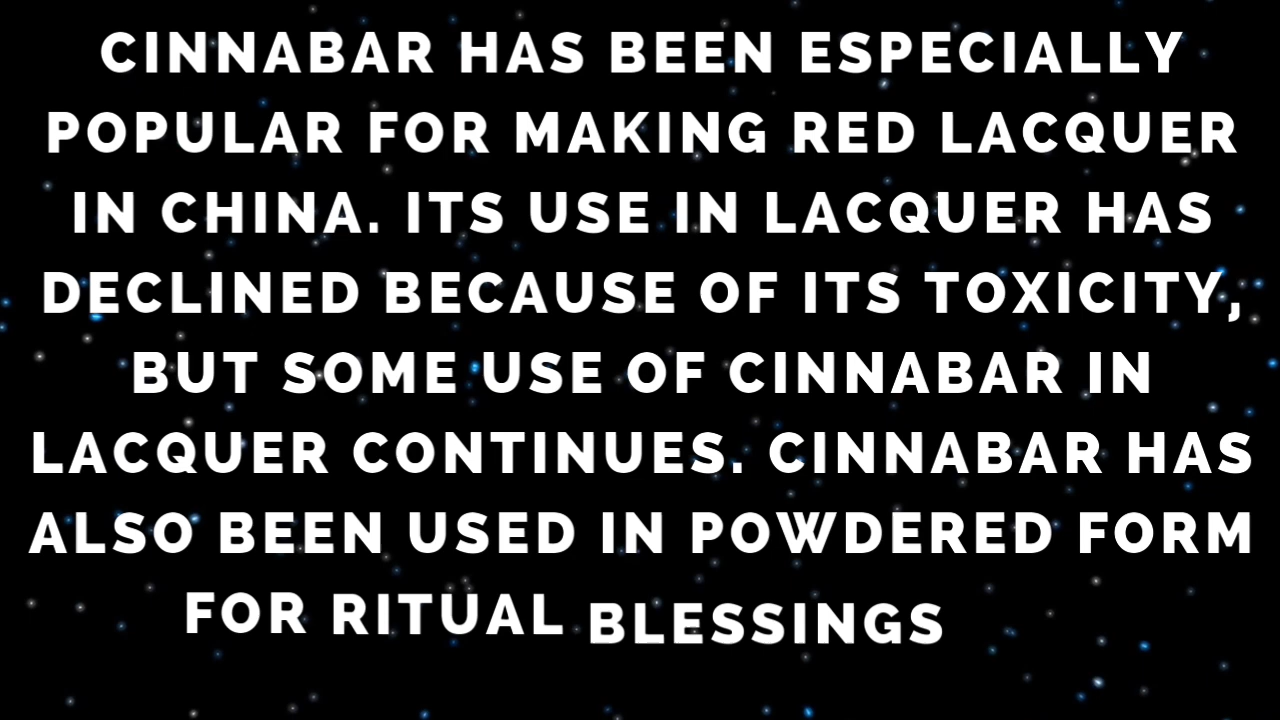 CINNABAR HAS BEEN ESPECIALLY
POPULAR FOR MAKING RED LACQUER
IN CHINA. ITS USE IN LACQUER HAS
DECLINED BECAUSE OF ITS TOXICITY,
BUT SOME USE OF CINNABAR IN
LACQUER CONTINUES. CINNABAR HAS
ALSO BEEN USED IN POWDERED FORM
FOR RITUAL BLESSINGS